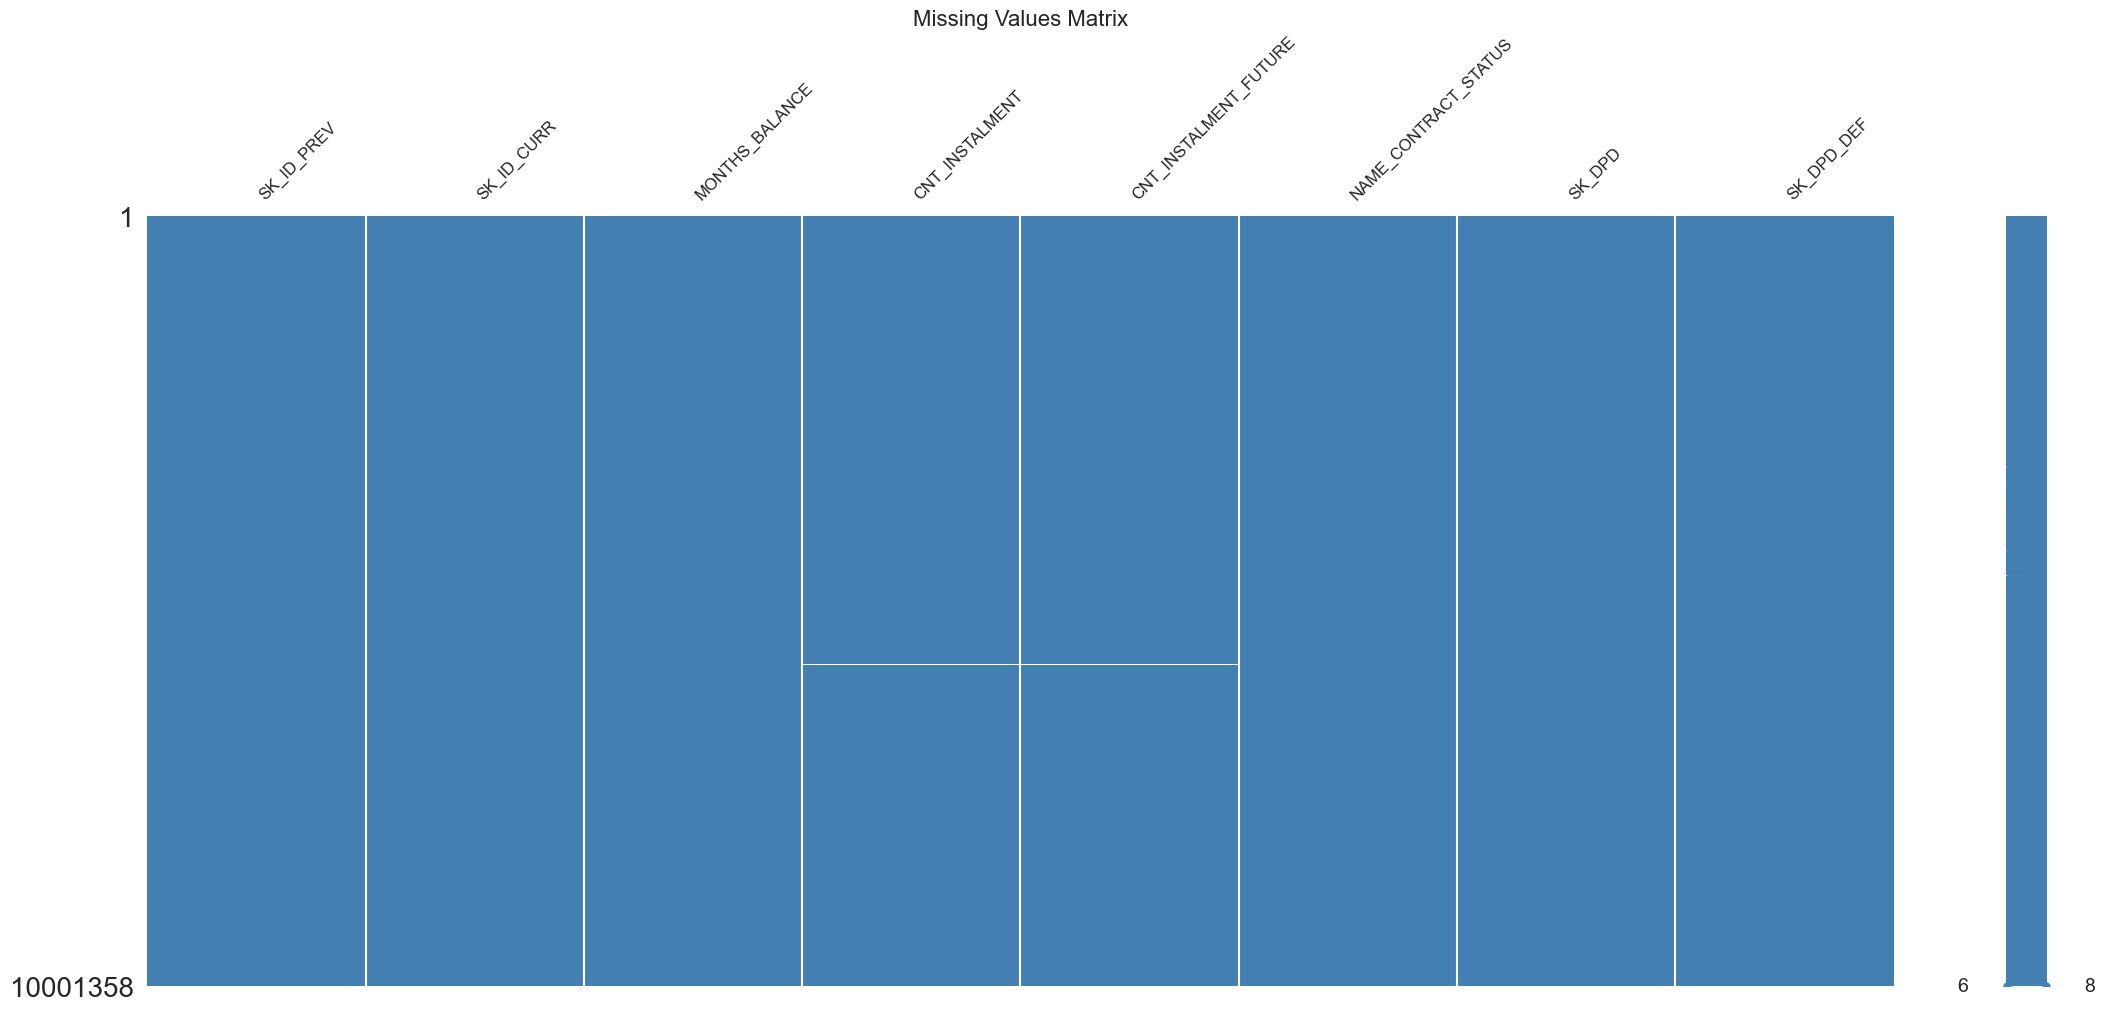 Missing Values Matrix
SK_ID_PREV
SK_ID_CURR
MONTHS_BALANCE
CNT_INSTALMENT
CNT_INSTALMENT_FUTURE
NAME_CONTRACT_STATUS
SK_DPD
SK_DPD_DEF
1
10001358
6
8